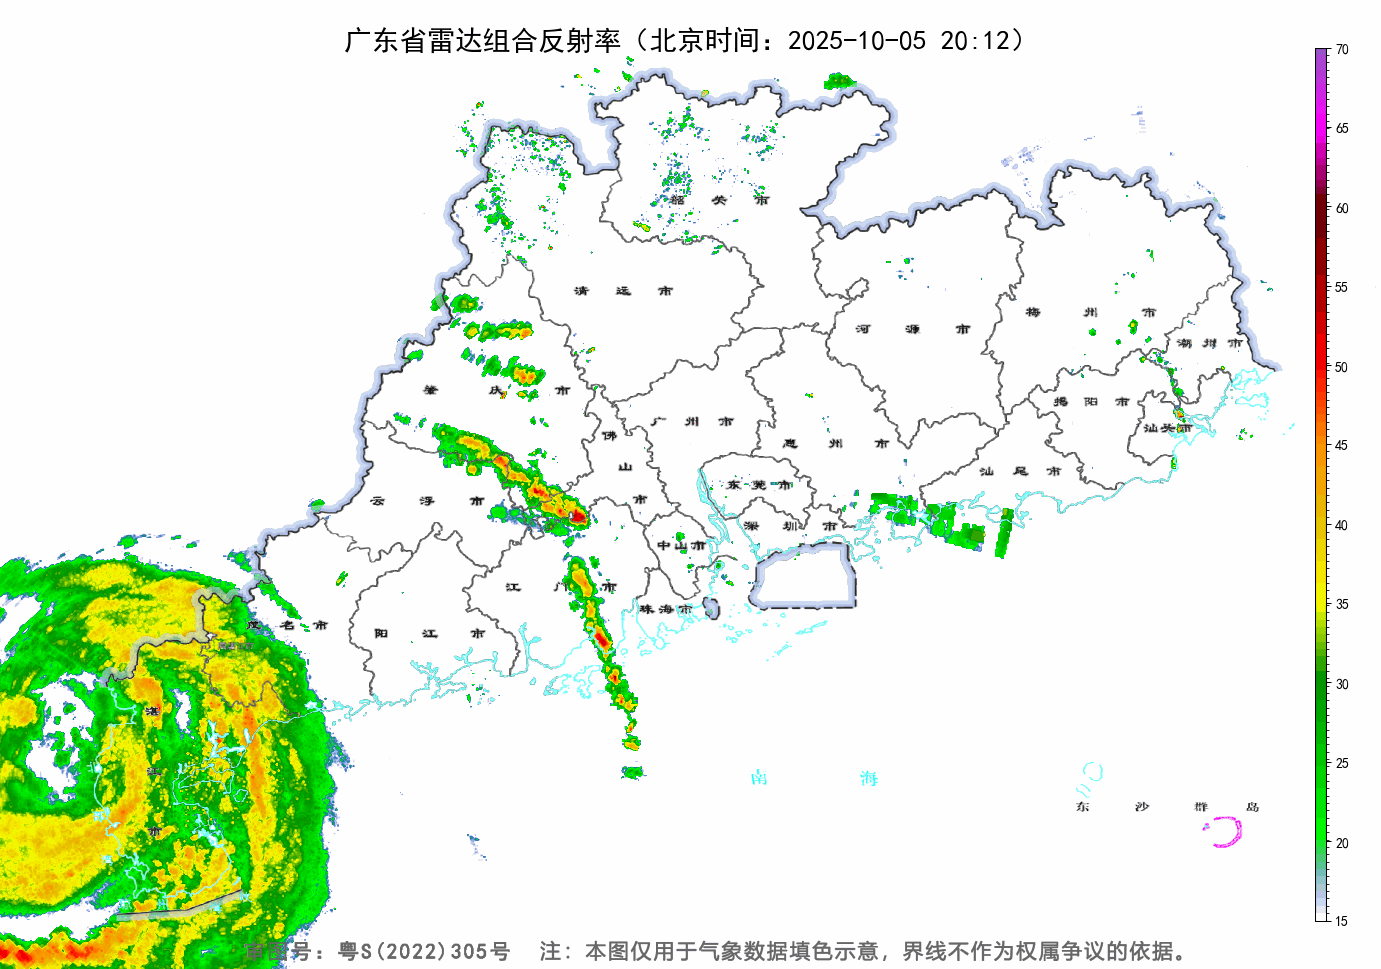 广东省雷达组合反射率（北京时间：2025-10-05 20:12）
70
65
60
55
50
45
40
35
30
25
20
15
韶关市
清远市
河源市
梅州市
潮州市
肇庆市
广州市
揭阳市
汕头市
佛山市
惠州市
汕尾市
云浮市
东莞市
深圳市
中山市
江门市
珠海市
茂名市
阳江市
湛江市
南海
东沙群岛
审图号：粤S(2022)305号　注：本图仅用于气象数据填色示意，界线不作为权属争议的依据。